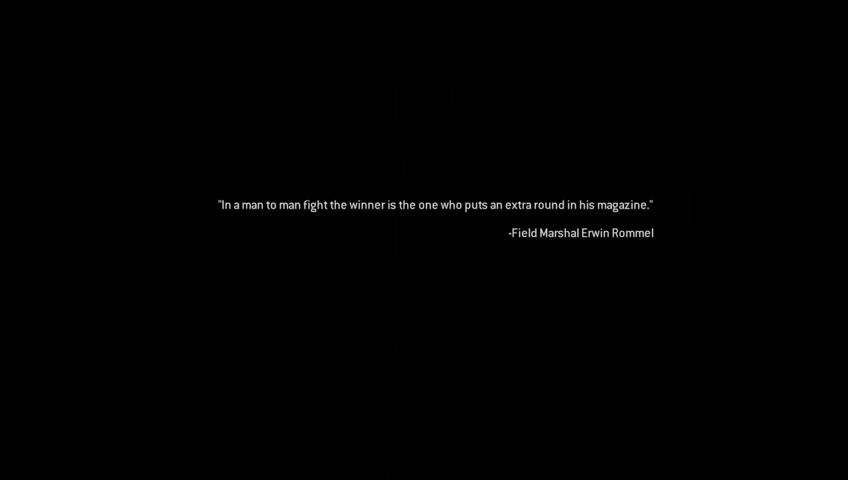 "In a man to man fight the winner is the one who puts an extra round in his magazine."
-Field Marshal Erwin Rommel